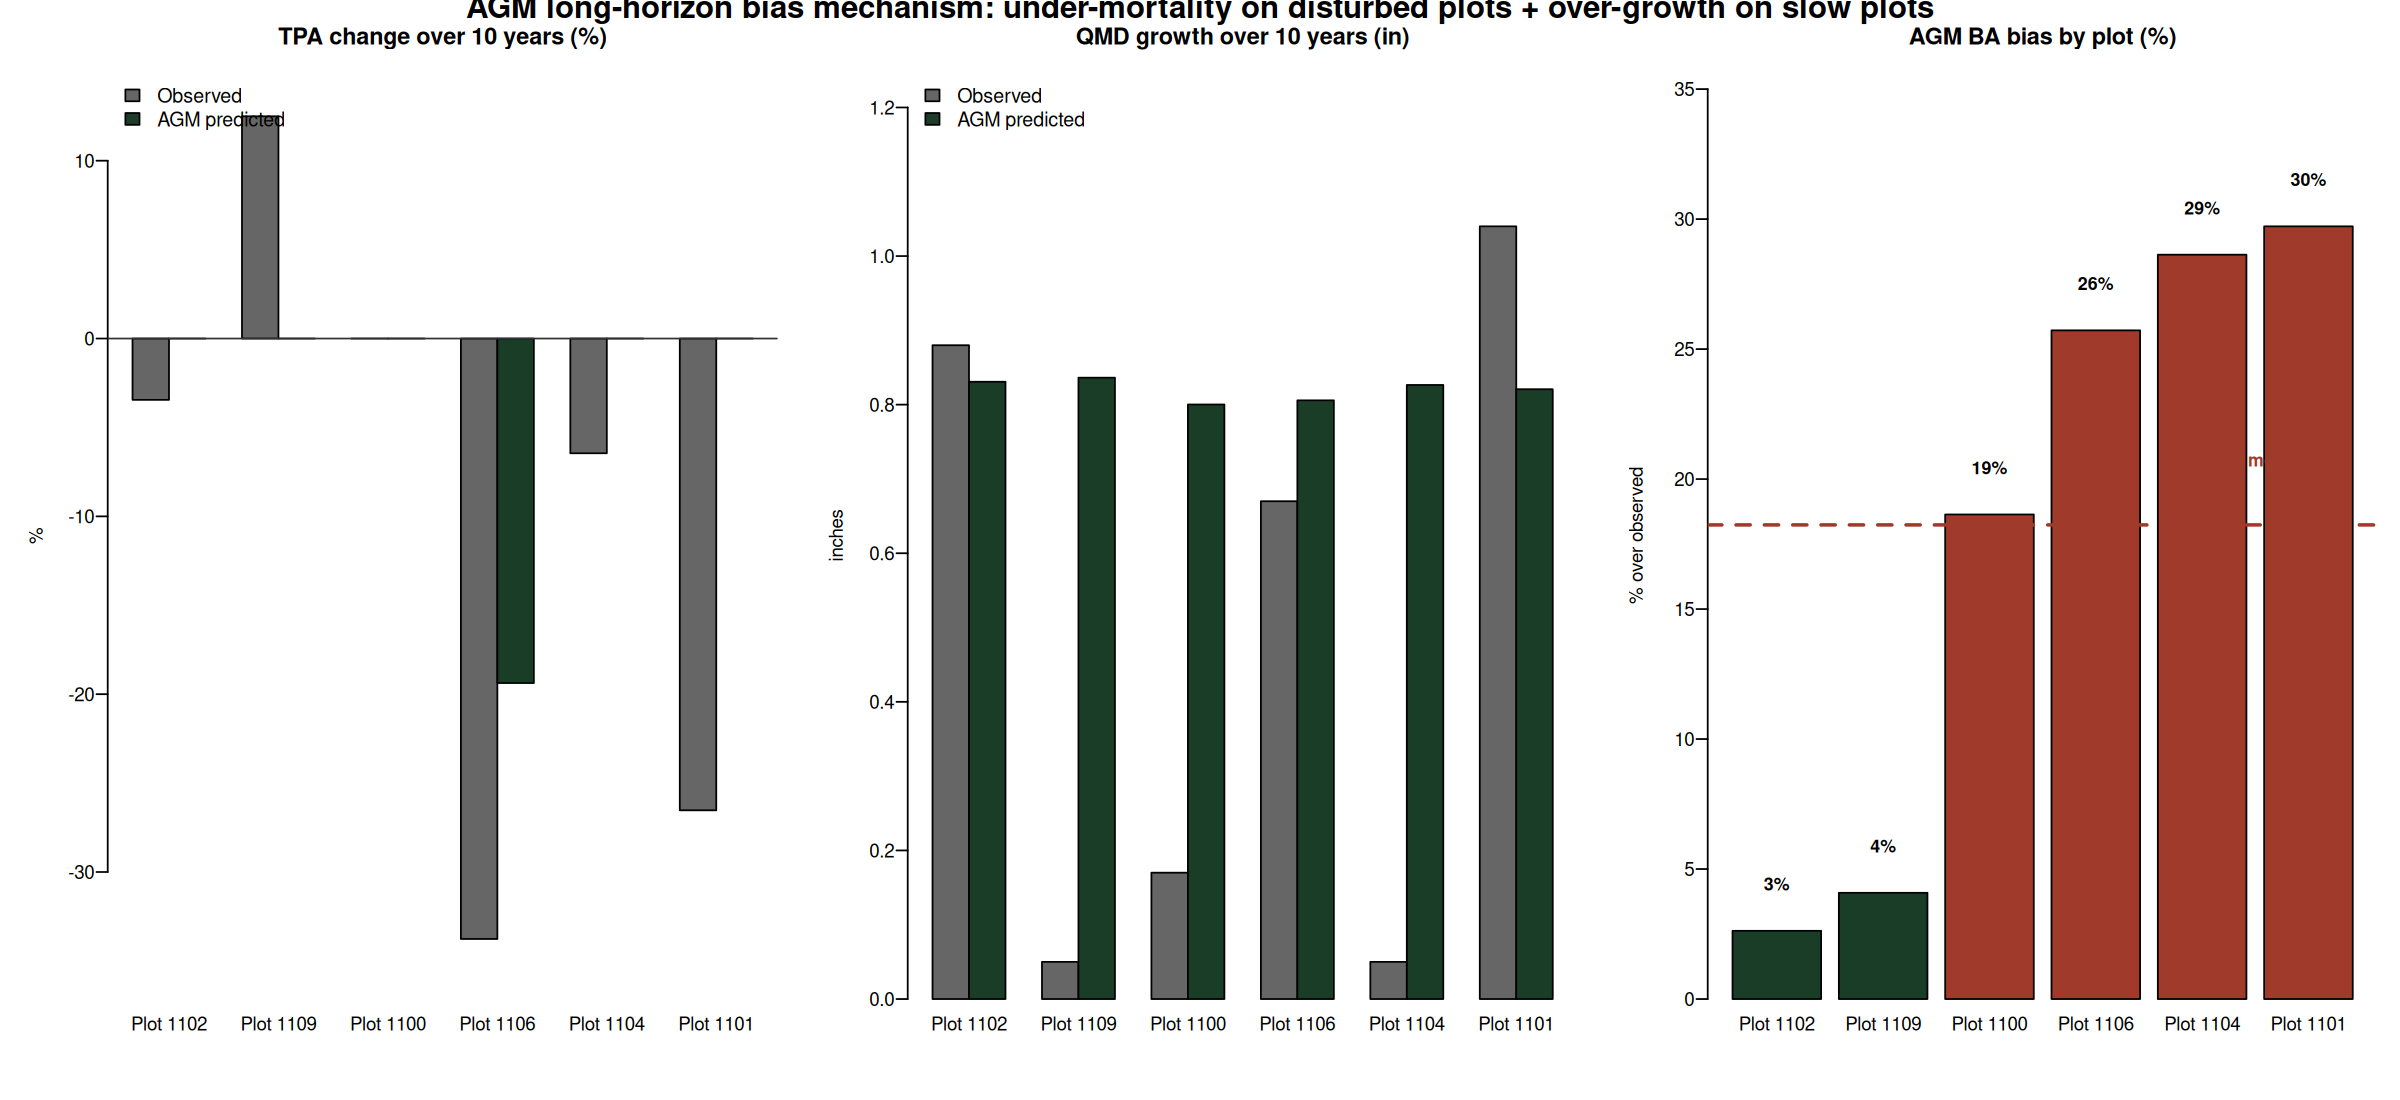 AGM long-horizon bias mechanism: under-mortality on disturbed plots + over-growth on slow plots
TPA change over 10 years (%)
Observed
AGM predicted
10
0
-10
-20
-30
%
Plot 1102 Plot 1109 Plot 1100 Plot 1106 Plot 1104 Plot 1101
QMD growth over 10 years (in)
Observed
AGM predicted
1.2
1.0
0.8
0.6
0.4
0.2
0.0
inches
Plot 1102 Plot 1109 Plot 1100 Plot 1106 Plot 1104 Plot 1101
AGM BA bias by plot (%)
35
30
25
20
15
10
5
0
% over observed
3%
4%
19%
26%
29%
30%
m
Plot 1102 Plot 1109 Plot 1100 Plot 1106 Plot 1104 Plot 1101